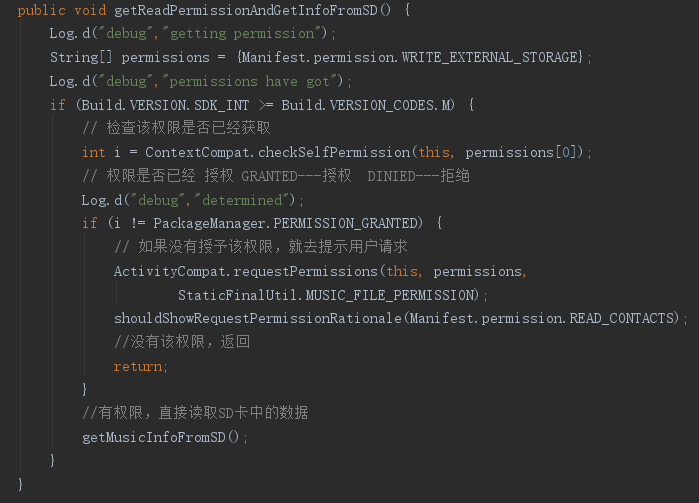 public void getReadPermissionAndGetInfoFromSD() {
Log.d("debug","getting permission");
String[] permissions = {Manifest.permission.WRITE_EXTERNAL_STORAGE};
Log.d("debug","permissions have got");
if (Build.VERSION.SDK_INT >= Build.VERSION_CODES.M) {
// 检查该权限是否已经获取
int i = ContextCompat.checkSelfPermission(this, permissions[0]);
// 权限是否已经 授权 GRANTED---授权  DINIED---拒绝
Log.d("debug","determined");
if (i != PackageManager.PERMISSION_GRANTED) {
// 如果没有授予该权限，就去提示用户请求
ActivityCompat.requestPermissions(this, permissions,
StaticFinalUtil.MUSIC_FILE_PERMISSION);
shouldShowRequestPermissionRationale(Manifest.permission.READ_CONTACTS);
//没有该权限，返回
return;
}
//有权限，直接读取SD卡中的数据
getMusicInfoFromSD();
}
}